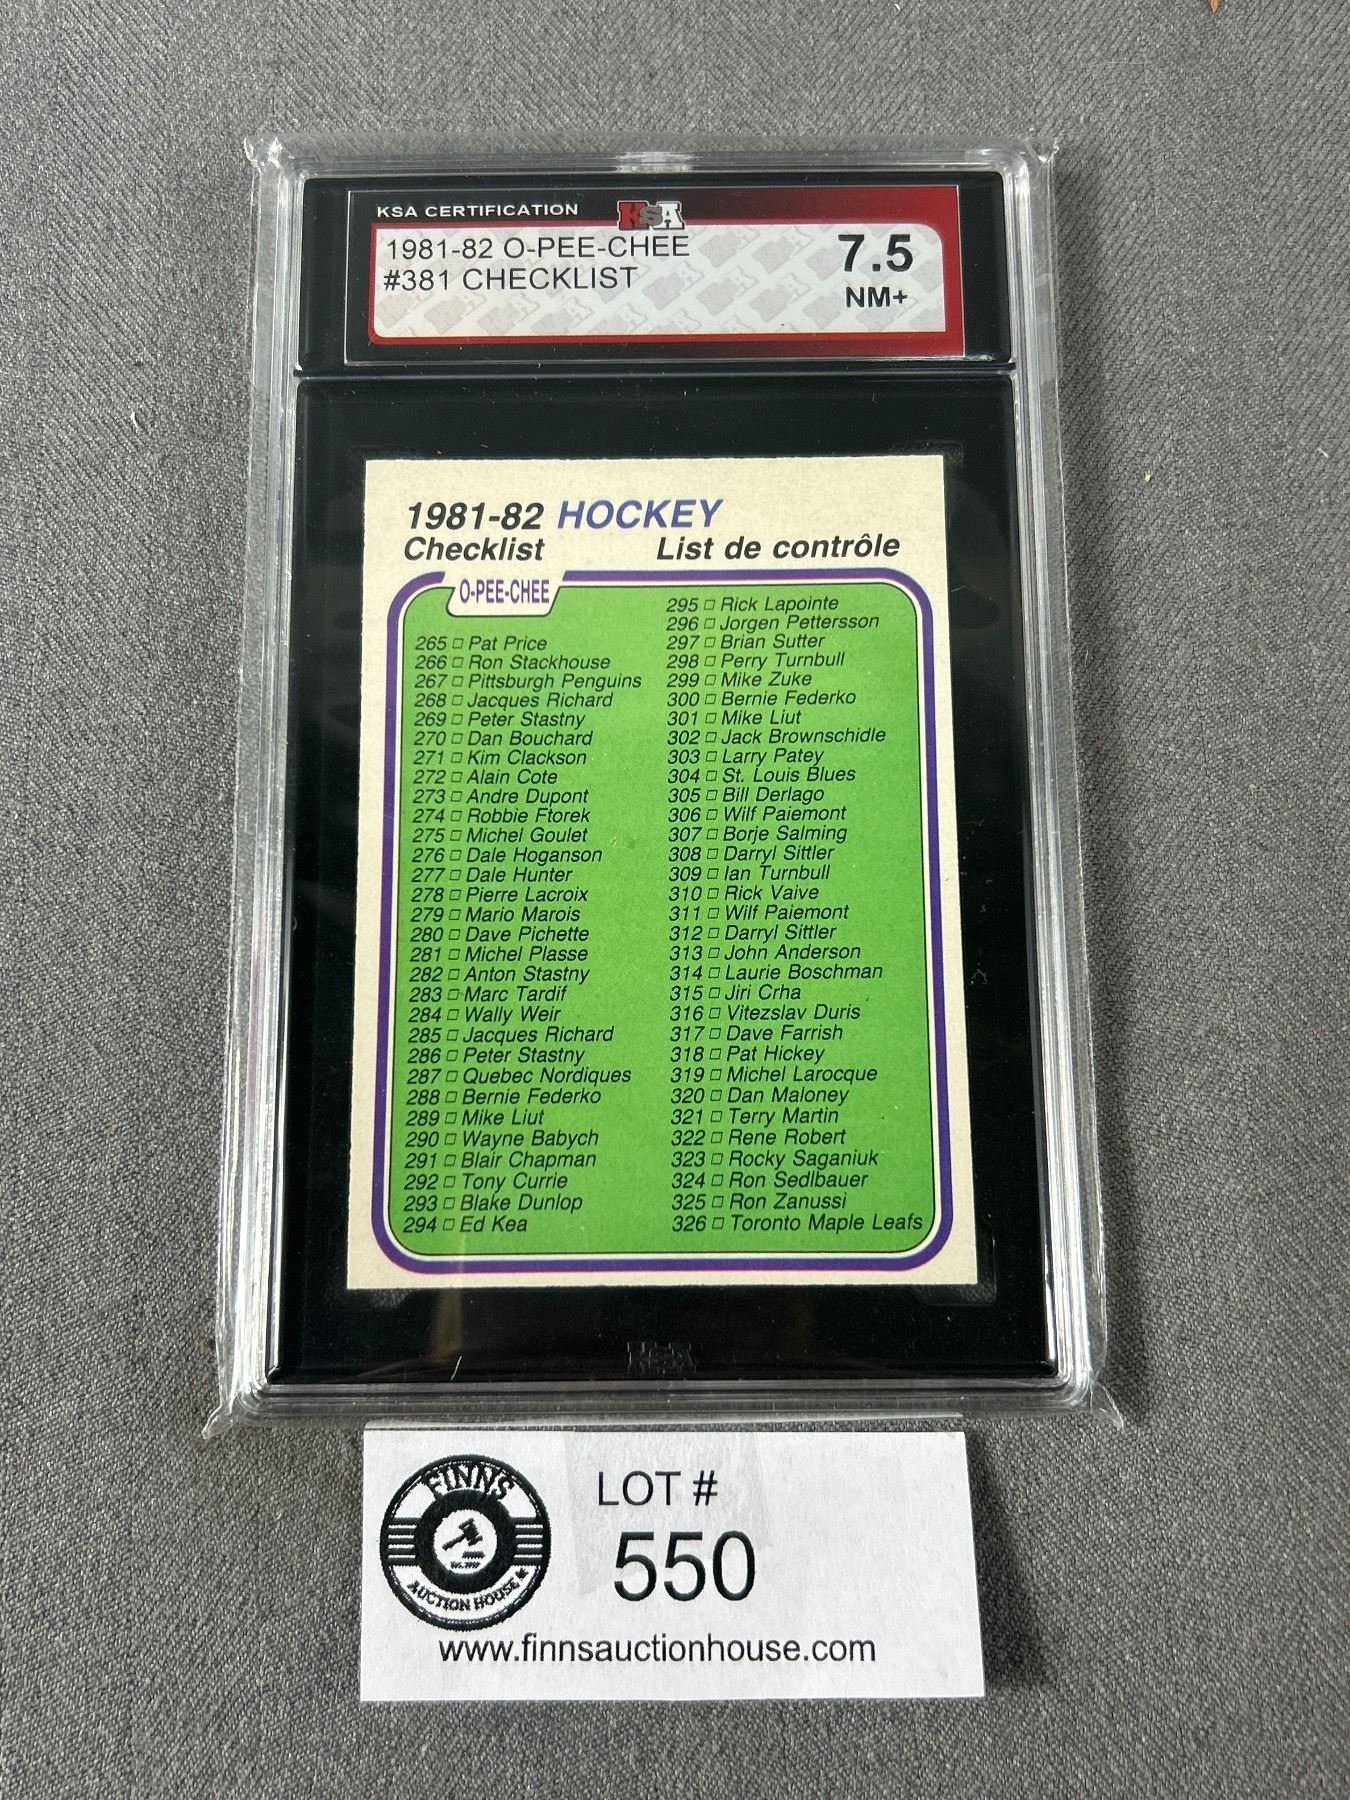 KSA CERTIFICATION KSA
1981-82 O-PEE-CHEE 7.5
#381 CHECKLIST NM+
1981-82 HOCKEY
Checklist List de contrôle
O-PEE-CHEE
265 □ Pat Price
266 □ Ron Stackhouse
267 □ Pittsburgh Penguins
268 □ Jacques Richard
269 □ Peter Stastny
270 □ Dan Bouchard
271 □ Kim Clackson
272 □ Alain Cote
273 □ Andre Dupont
274 □ Robbie Ftorek
275 □ Michel Goulet
276 □ Dale Hoganson
277 □ Dale Hunter
278 □ Pierre Lacroix
279 □ Mario Marois
280 □ Dave Pichette
281 □ Michel Plasse
282 □ Anton Stastny
283 □ Marc Tardif
284 □ Wally Weir
285 □ Jacques Richard
286 □ Peter Stastny
287 □ Quebec Nordiques
288 □ Bernie Federko
289 □ Mike Liut
290 □ Wayne Babych
291 □ Blair Chapman
292 □ Tony Currie
293 □ Blake Dunlop
294 □ Ed Kea
295 □ Rick Lapointe
296 □ Jorgen Pettersson
297 □ Brian Sutter
298 □ Perry Turnbull
299 □ Mike Zuke
300 □ Bernie Federko
301 □ Mike Liut
302 □ Jack Brownschidle
303 □ Larry Patey
304 □ St. Louis Blues
305 □ Bill Derlago
306 □ Wilf Paiemont
307 □ Borje Salming
308 □ Darryl Sittler
309 □ Ian Turnbull
310 □ Rick Vaive
311 □ Wilf Paiemont
312 □ Darryl Sittler
313 □ John Anderson
314 □ Laurie Boschman
315 □ Jiri Crha
316 □ Vitezslav Duris
317 □ Dave Farrish
318 □ Pat Hickey
319 □ Michel Larocque
320 □ Dan Maloney
321 □ Terry Martin
322 □ Rene Robert
323 □ Rocky Saganiuk
324 □ Ron Sedlbauer
325 □ Ron Zanussi
326 □ Toronto Maple Leafs
KSA
FINN'S
AUCTION HOUSE
LOT #
550
www.finnsauctionhouse.com